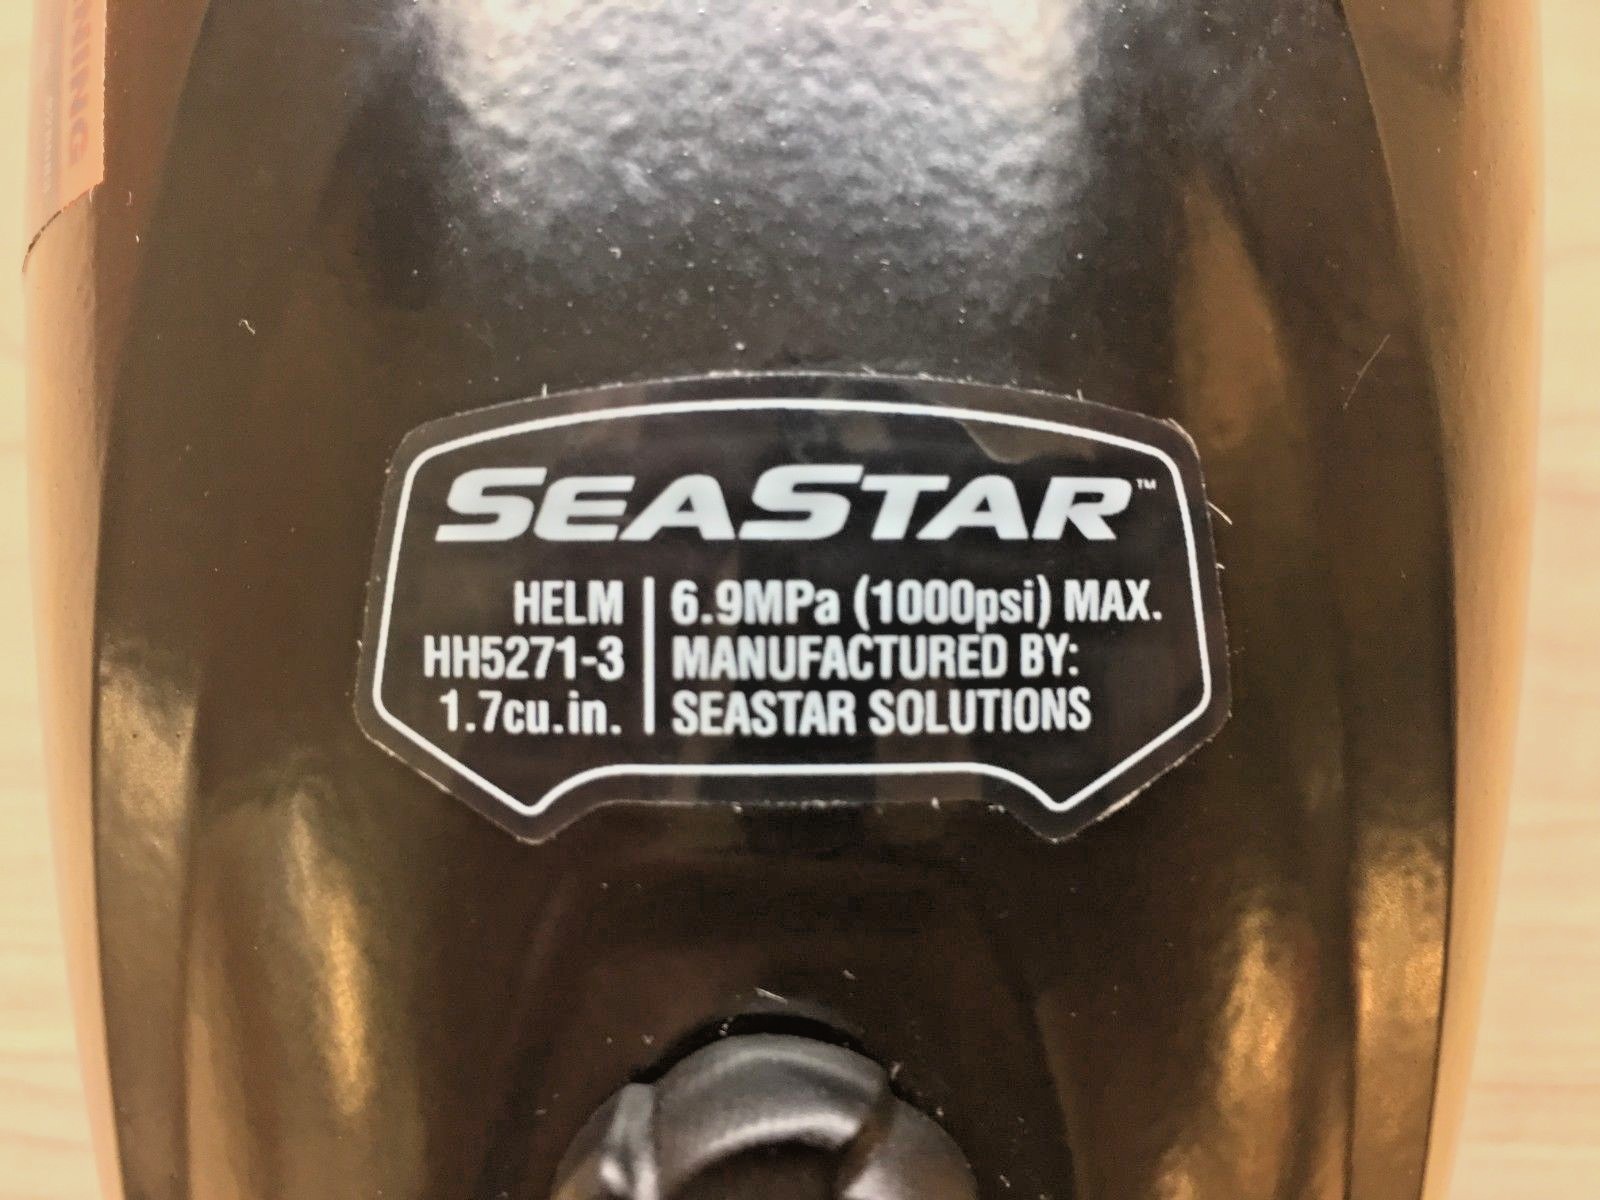 SEASTAR™
HELM
HH5271-3
1.7cu.in.
6.9MPa (1000psi) MAX.
MANUFACTURED BY:
SEASTAR SOLUTIONS